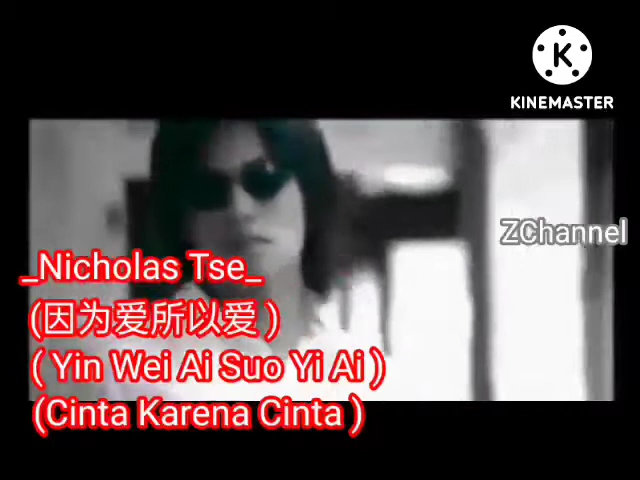 KINEMASTER
ZChannel
_Nicholas Tse_
(因为爱所以爱 )
( Yin Wei Ai Suo Yi Ai )
(Cinta Karena Cinta )